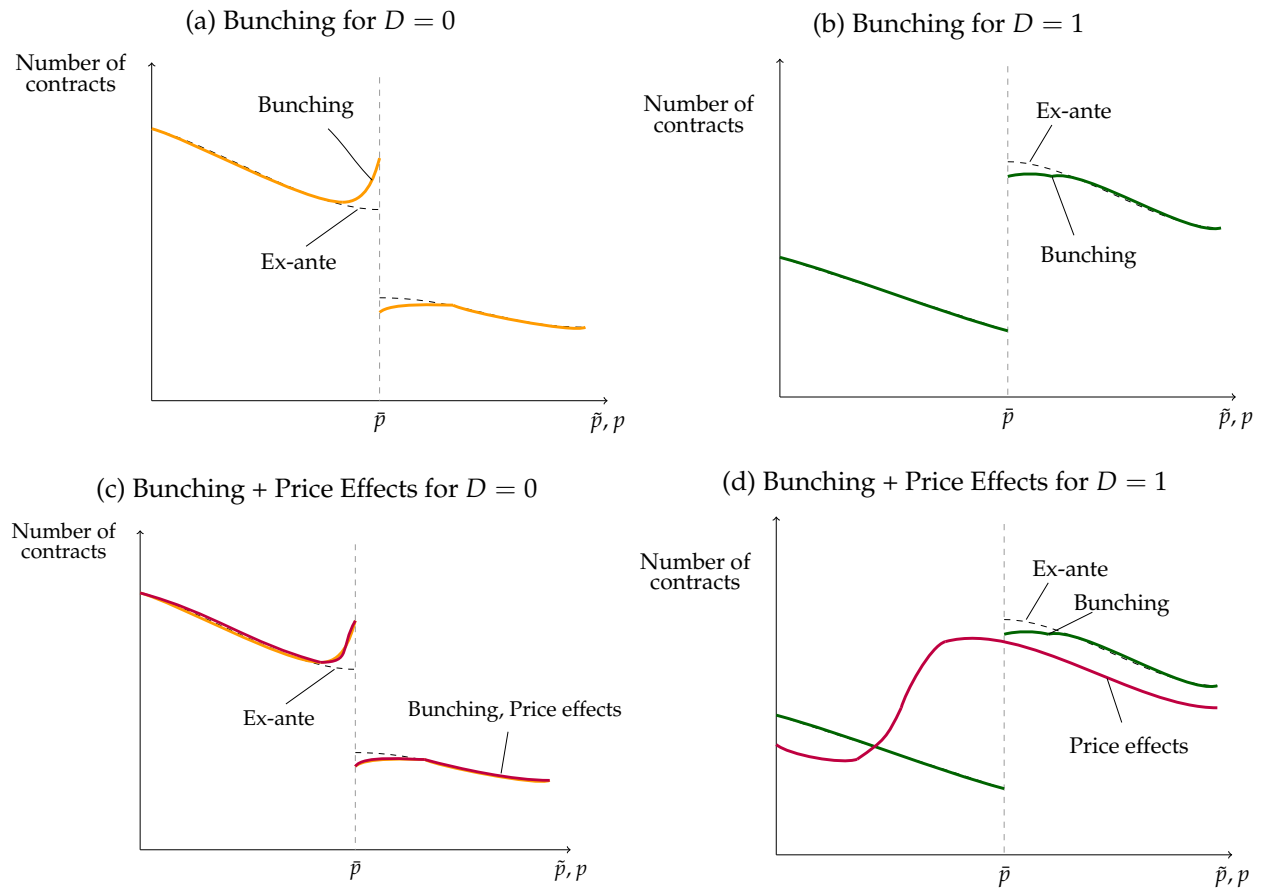 (a) Bunching for D = 0
Number of
contracts
Bunching
Ex-ante
p̄
p̃, p
(b) Bunching for D = 1
Number of
contracts
Ex-ante
Bunching
p̄
p̃, p
(c) Bunching + Price Effects for D = 0
Number of
contracts
Ex-ante
Bunching, Price effects
p̄
p̃, p
(d) Bunching + Price Effects for D = 1
Number of
contracts
Ex-ante
Bunching
Price effects
p̄
p̃, p